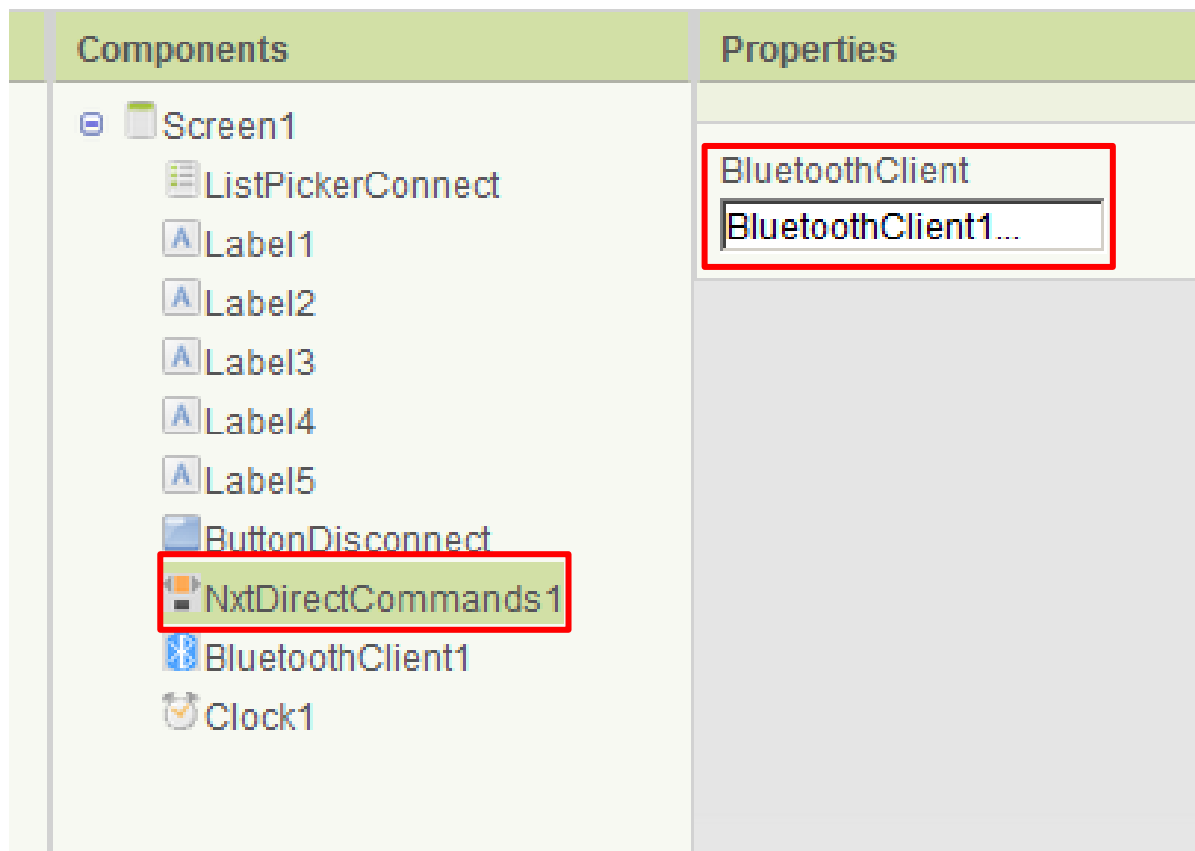 Components
Screen1
ListPickerConnect
Label1
Label2
Label3
Label4
Label5
ButtonDisconnect
NxtDirectCommands1
BluetoothClient1
Clock1
Properties
BluetoothClient
BluetoothClient1...